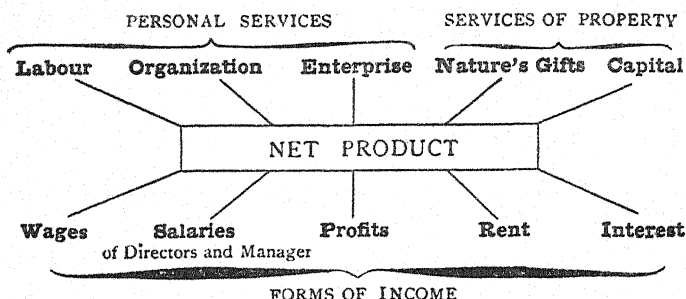 PERSONAL SERVICES SERVICES OF PROPERTY
Labour Organization Enterprise Nature's Gifts Capital
NET PRODUCT
Wages Salaries Profits Rent Interest
of Directors and Manager
FORMS OF INCOME